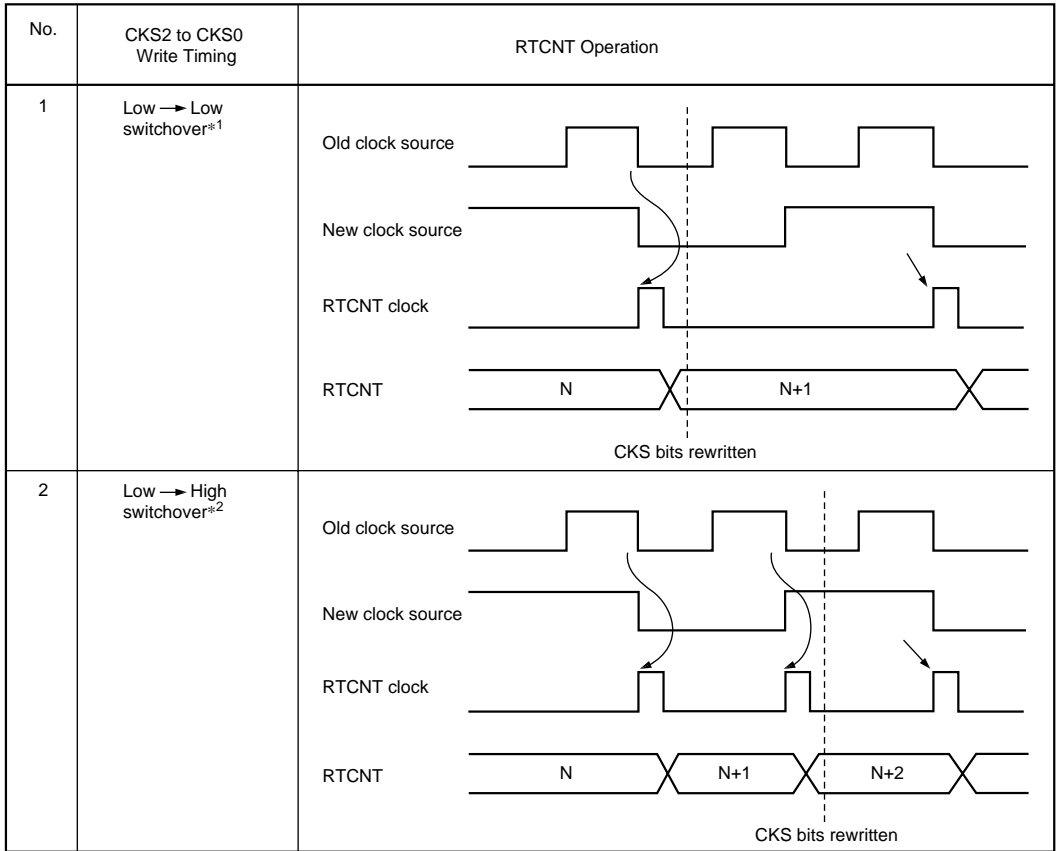 No.
CKS2 to CKS0
Write Timing
RTCNT Operation
1
Low → Low
switchover*1
Old clock source
New clock source
RTCNT clock
RTCNT
N
N+1
CKS bits rewritten
2
Low → High
switchover*2
Old clock source
New clock source
RTCNT clock
RTCNT
N
N+1
N+2
CKS bits rewritten